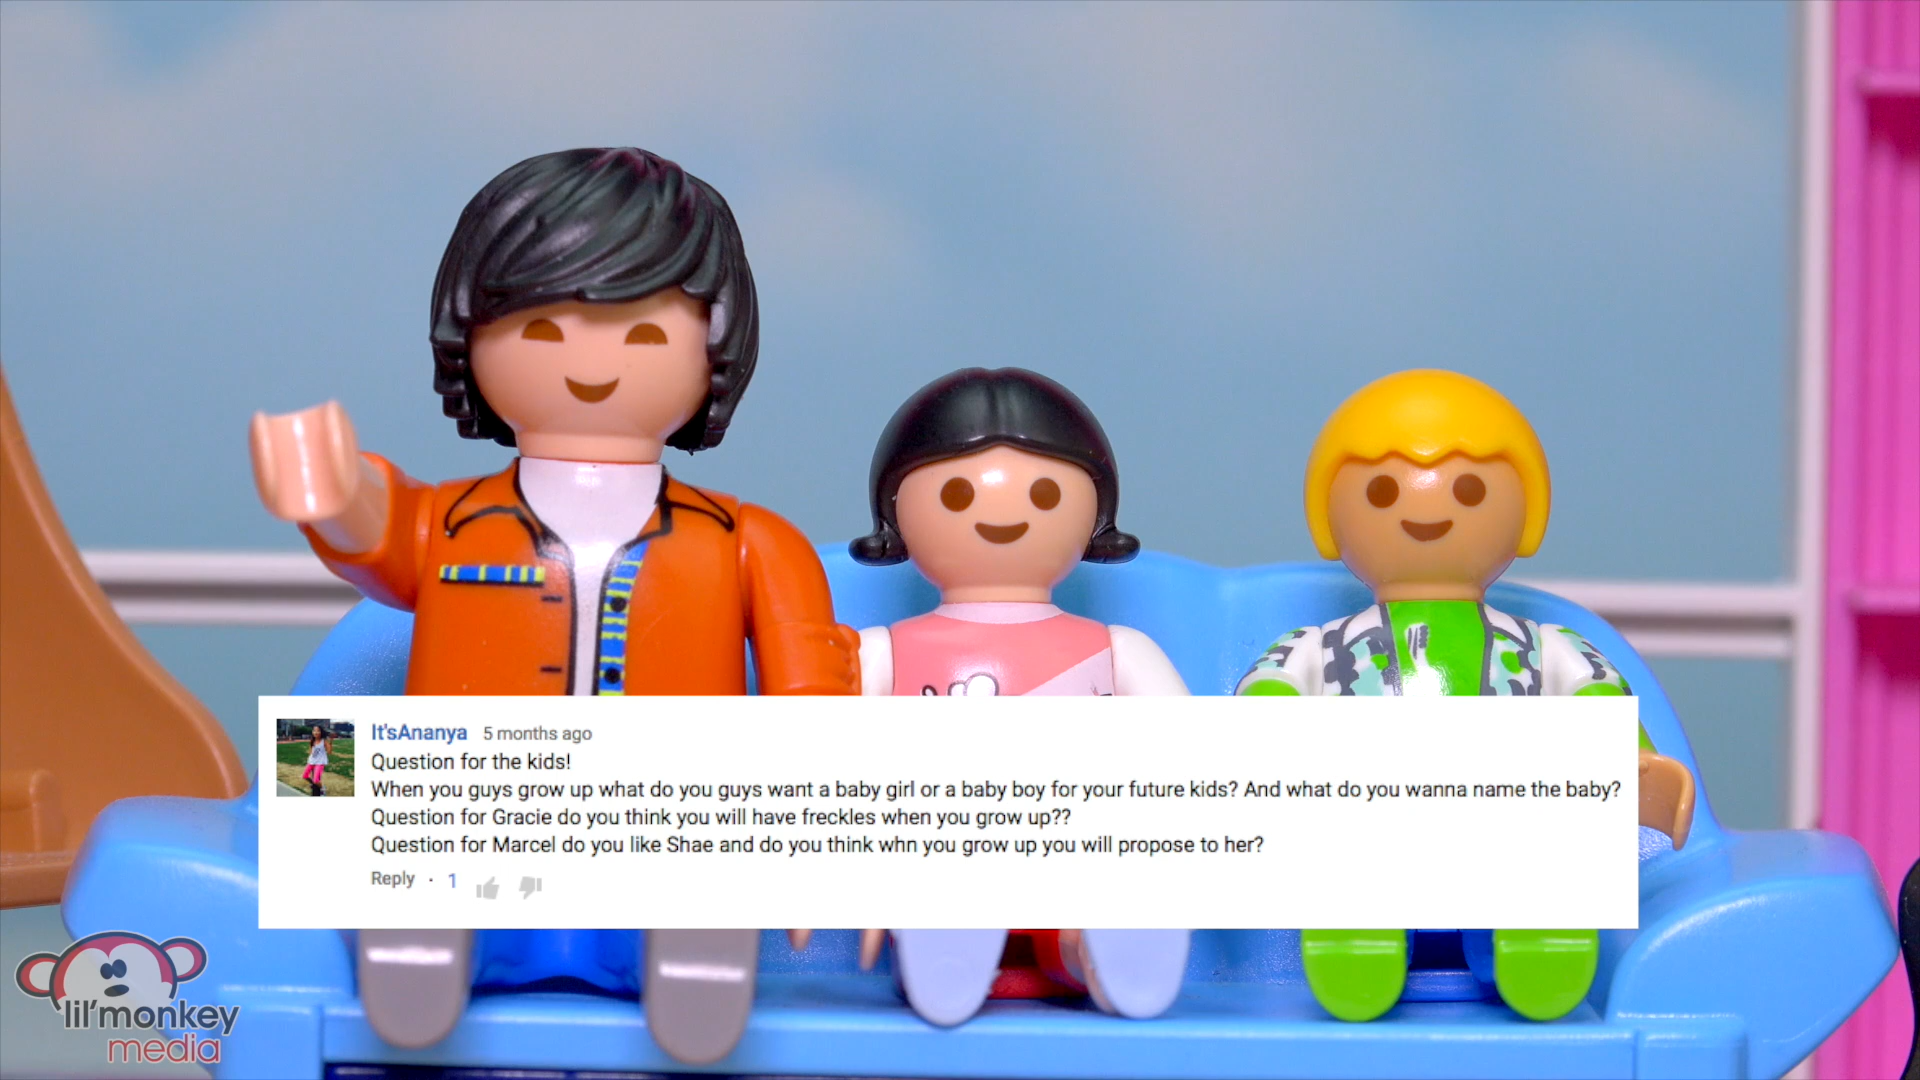 It'sAnanya 5 months ago
Question for the kids!
When you guys grow up what do you guys want a baby girl or a baby boy for your future kids? And what do you wanna name the baby?
Question for Gracie do you think you will have freckles when you grow up??
Question for Marcel do you like Shae and do you think whn you grow up you will propose to her?
Reply · 1
lil'monkey
media